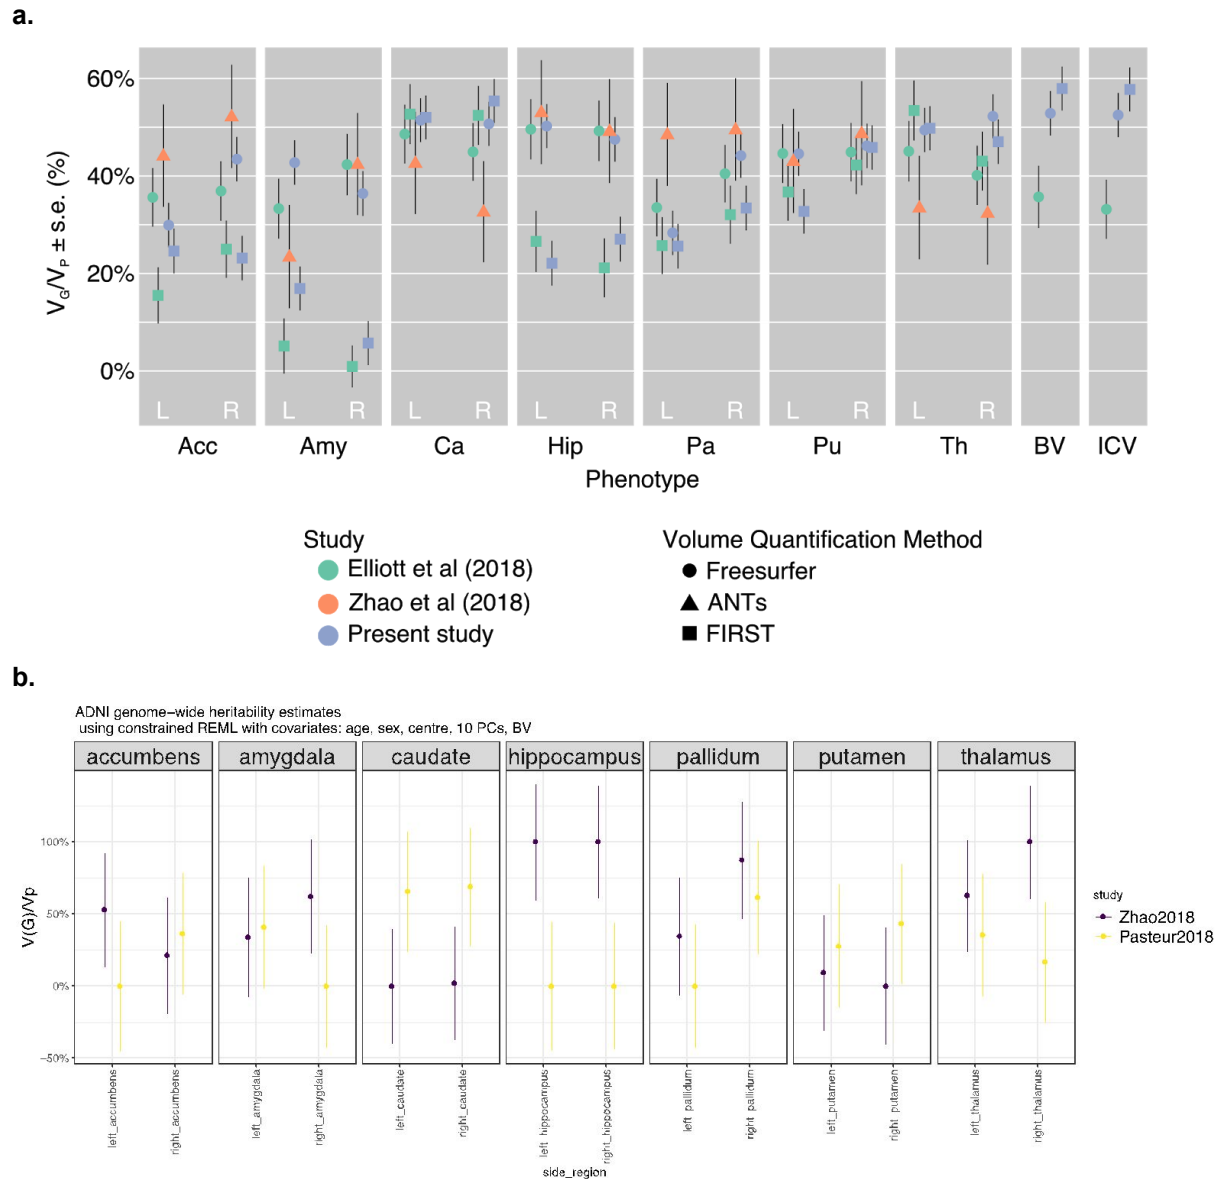 a.
60%
40%
20%
0%
V_G/V_P ± s.e. (%)
L R L R L R L R L R L R L R
Acc Amy Ca Hip Pa Pu Th BV ICV
Phenotype
Study
Elliott et al (2018)
Zhao et al (2018)
Present study
Volume Quantification Method
Freesurfer
ANTs
FIRST
b.
ADNI genome−wide heritability estimates
using constrained REML with covariates: age, sex, centre, 10 PCs, BV
accumbens amygdala caudate hippocampus pallidum putamen thalamus
100%
50%
0%
−50%
V(G)/Vp
left_accumbens
right_accumbens
left_amygdala
right_amygdala
left_caudate
right_caudate
left_hippocampus
right_hippocampus
left_pallidum
right_pallidum
left_putamen
right_putamen
left_thalamus
right_thalamus
side_region
study
Zhao2018
Pasteur2018